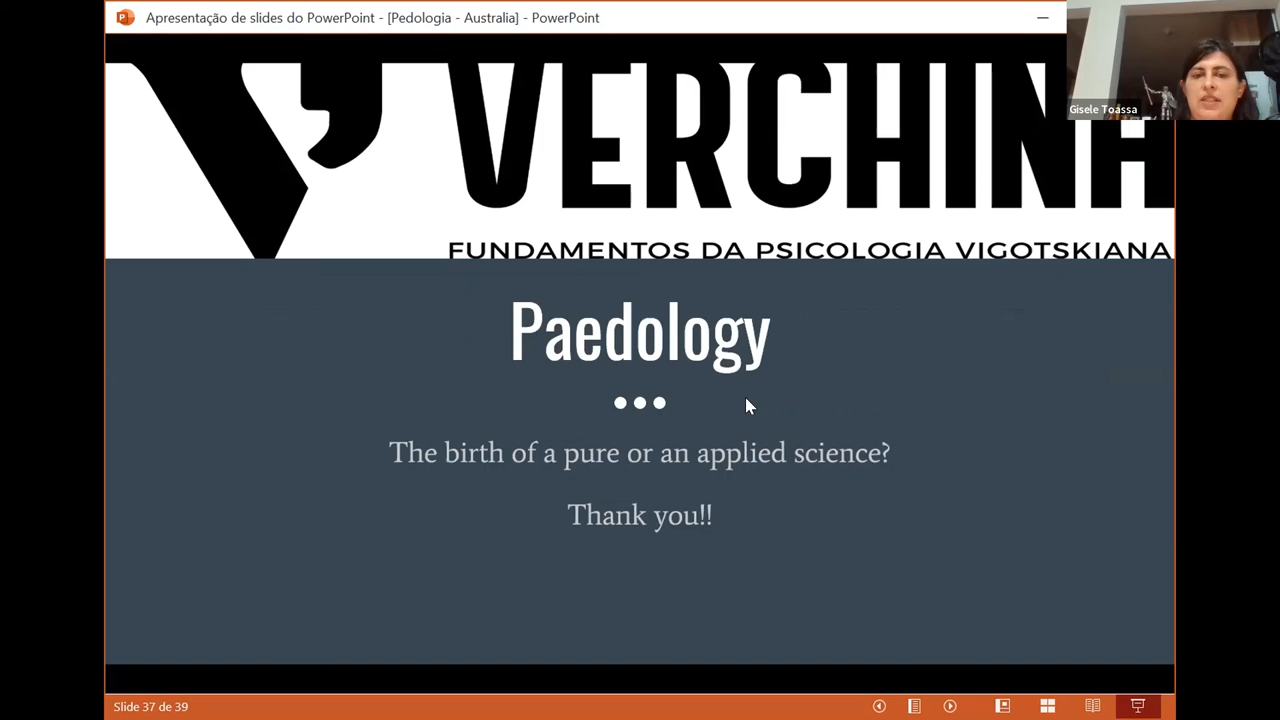 Apresentação de slides do PowerPoint - [Pedologia - Australia] - PowerPoint
Gisele Toassa
VERCHINA
FUNDAMENTOS DA PSICOLOGIA VIGOTSKIANA
Paedology
The birth of a pure or an applied science?
Thank you!!
Slide 37 de 39